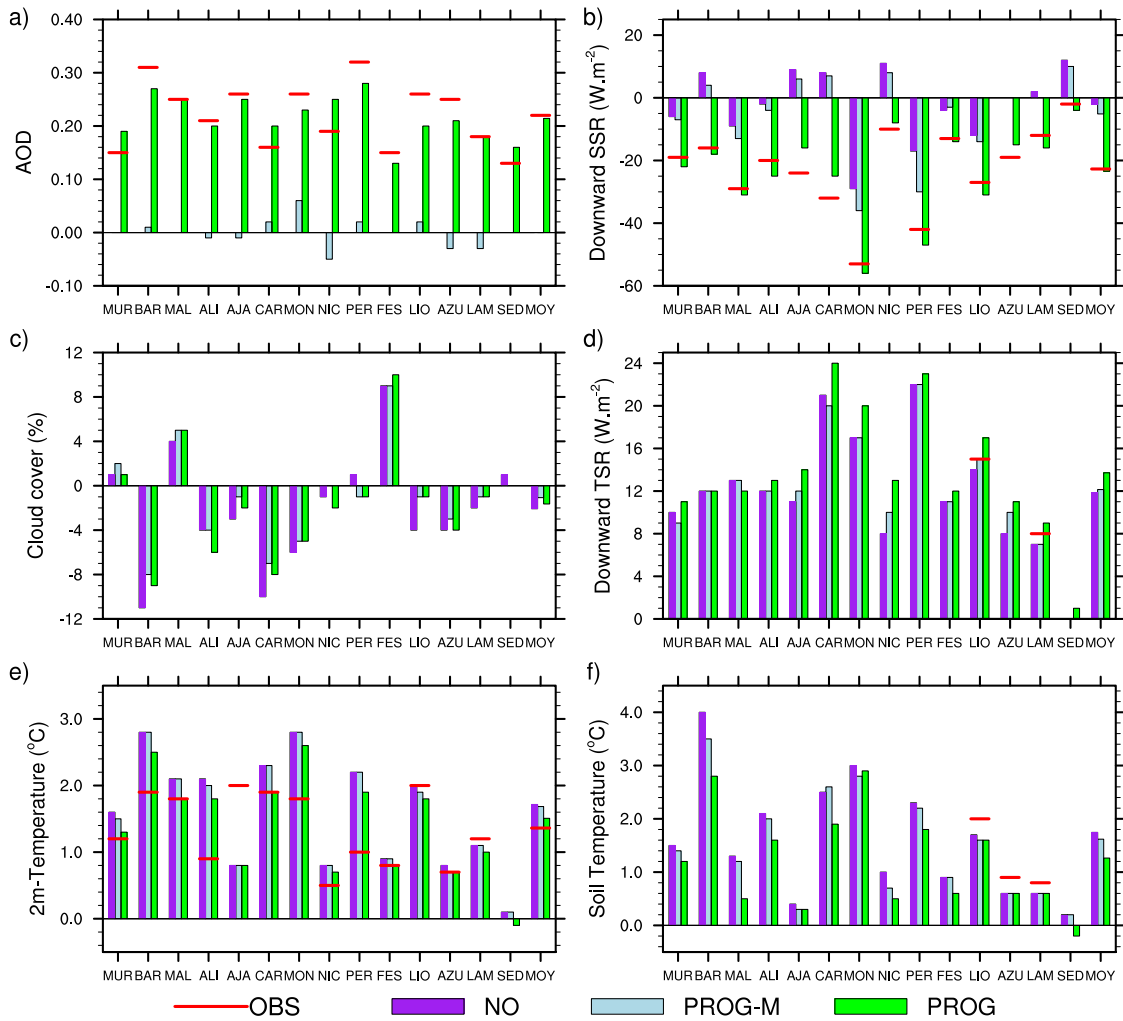 a)
AOD
0.40
0.30
0.20
0.10
0.00
-0.10
MUR BAR MAL ALI AJA CAR MON NIC PER FES LIO AZU LAM SED MOY
b)
Downward SSR (W.m-2)
20
0
-20
-40
-60
MUR BAR MAL ALI AJA CAR MON NIC PER FES LIO AZU LAM SED MOY
c)
Cloud cover (%)
12
8
4
0
-4
-8
-12
MUR BAR MAL ALI AJA CAR MON NIC PER FES LIO AZU LAM SED MOY
d)
Downward TSR (W.m-2)
24
20
16
12
8
4
0
MUR BAR MAL ALI AJA CAR MON NIC PER FES LIO AZU LAM SED MOY
e)
2m-Temperature (°C)
3.0
2.0
1.0
0.0
MUR BAR MAL ALI AJA CAR MON NIC PER FES LIO AZU LAM SED MOY
f)
Soil Temperature (°C)
4.0
3.0
2.0
1.0
0.0
MUR BAR MAL ALI AJA CAR MON NIC PER FES LIO AZU LAM SED MOY
OBS NO PROG-M PROG